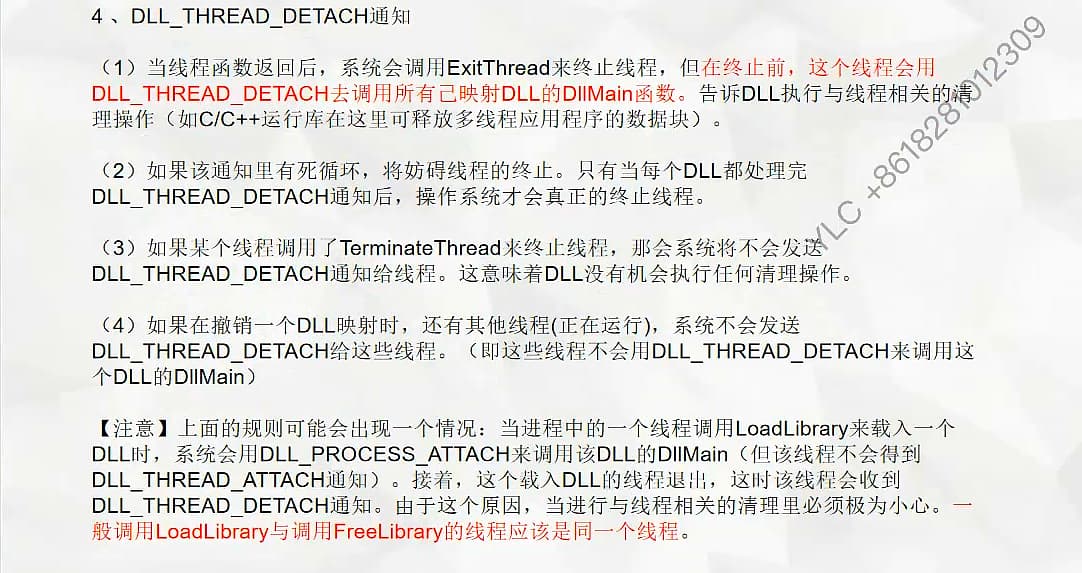 4 、DLL_THREAD_DETACH通知
（1）当线程函数返回后，系统会调用ExitThread来终止线程，但在终止前，这个线程会用
DLL_THREAD_DETACH去调用所有己映射DLL的DllMain函数。告诉DLL执行与线程相关的清
理操作（如C/C++运行库在这里可释放多线程应用程序的数据块）。
（2）如果该通知里有死循环，将妨碍线程的终止。只有当每个DLL都处理完
DLL_THREAD_DETACH通知后，操作系统才会真正的终止线程。
（3）如果某个线程调用了TerminateThread来终止线程，那会系统将不会发送
DLL_THREAD_DETACH通知给线程。这意味着DLL没有机会执行任何清理操作。
（4）如果在撤销一个DLL映射时，还有其他线程(正在运行)，系统不会发送
DLL_THREAD_DETACH给这些线程。（即这些线程不会用DLL_THREAD_DETACH来调用这
个DLL的DllMain）
【注意】上面的规则可能会出现一个情况：当进程中的一个线程调用LoadLibrary来载入一个
DLL时，系统会用DLL_PROCESS_ATTACH来调用该DLL的DllMain（但该线程不会得到
DLL_THREAD_ATTACH通知）。接着，这个载入DLL的线程退出，这时该线程会收到
DLL_THREAD_DETACH通知。由于这个原因，当进行与线程相关的清理里必须极为小心。一
般调用LoadLibrary与调用FreeLibrary的线程应该是同一个线程。
YLC +8618281012309